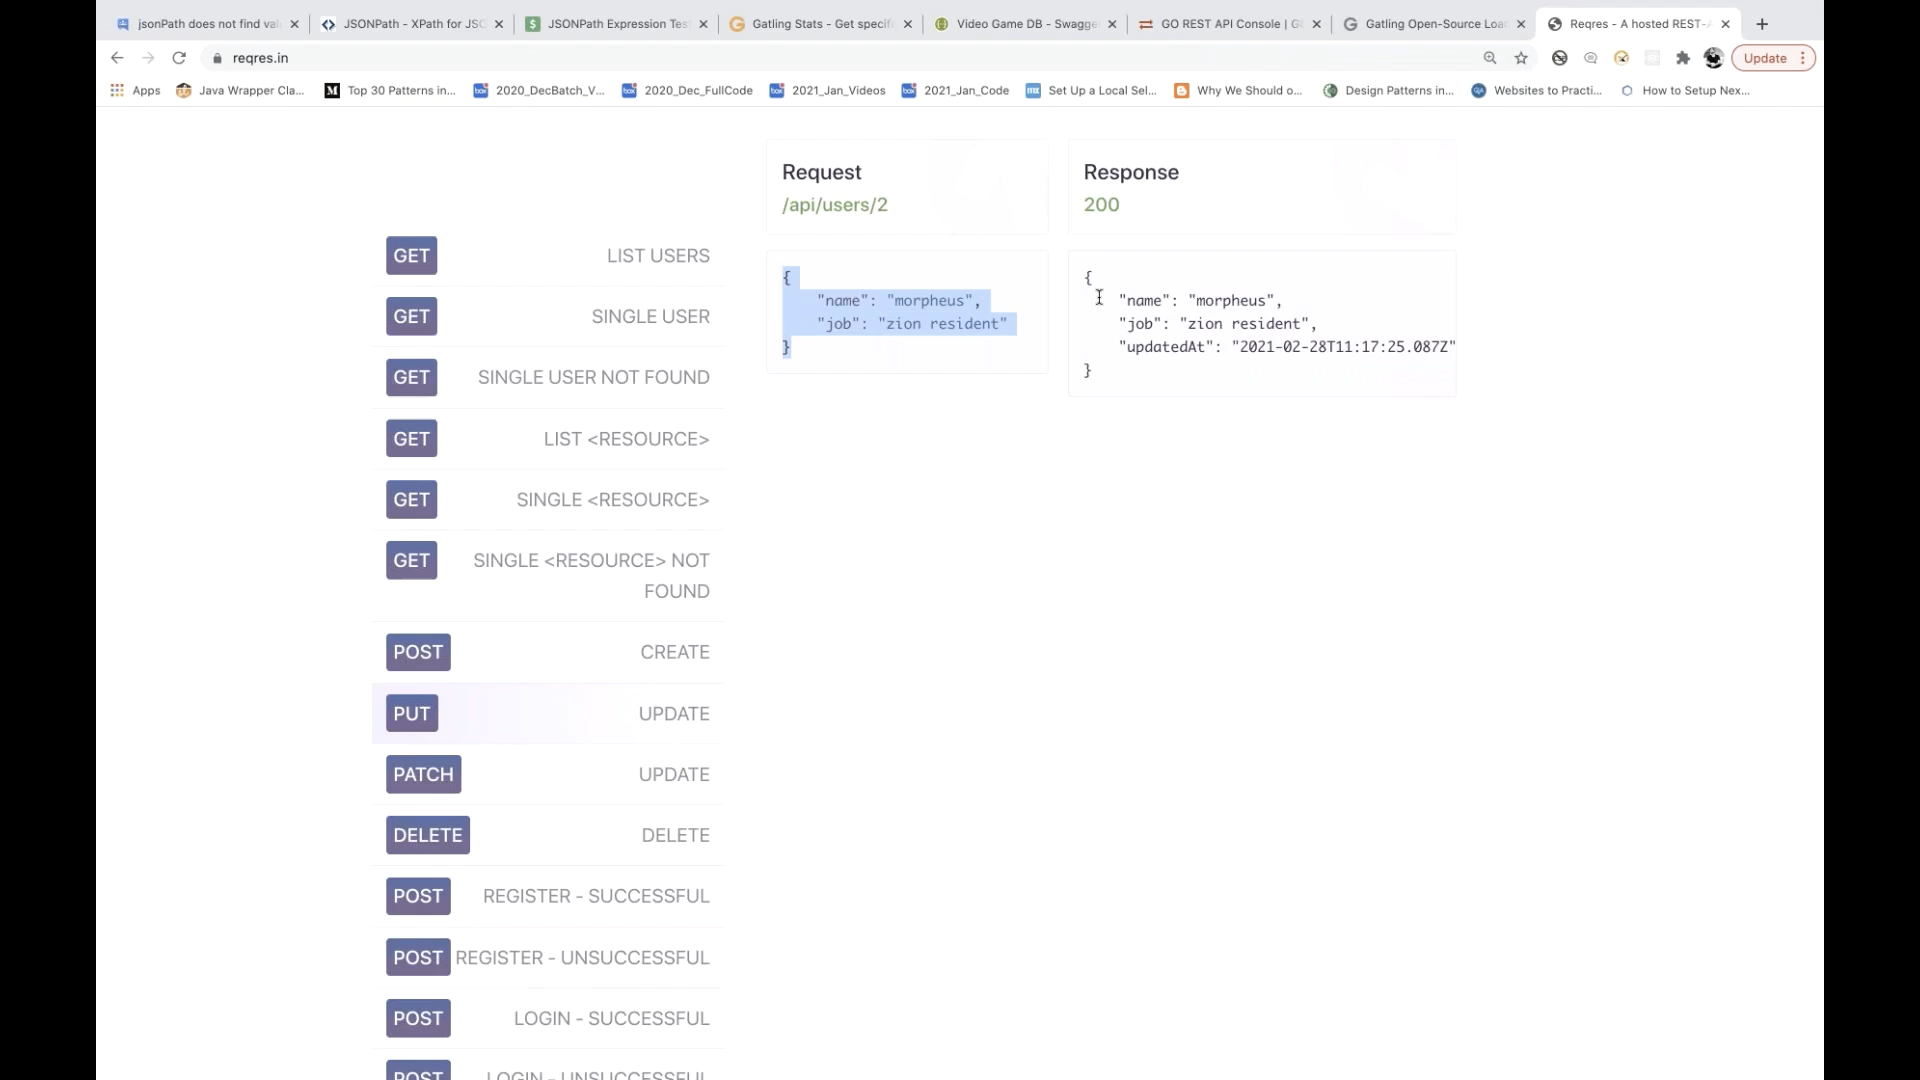 jsonPath does not find val
JSONPath - XPath for JSO
JSONPath Expression Tes
Gatling Stats - Get specif
Video Game DB - Swagge
GO REST API Console | G
Gatling Open-Source Loa
Reqres - A hosted REST-A
reqres.in
Update
Apps
Java Wrapper Cla...
Top 30 Patterns in...
2020_DecBatch_V...
2020_Dec_FullCode
2021_Jan_Videos
2021_Jan_Code
Set Up a Local Sel...
Why We Should o...
Design Patterns in...
Websites to Practi...
How to Setup Nex...
Request
/api/users/2
{
"name": "morpheus",
"job": "zion resident"
}
Response
200
{
"name": "morpheus",
"job": "zion resident",
"updatedAt": "2021-02-28T11:17:25.087Z"
}
GET LIST USERS
GET SINGLE USER
GET SINGLE USER NOT FOUND
GET LIST <RESOURCE>
GET SINGLE <RESOURCE>
GET SINGLE <RESOURCE> NOT
FOUND
POST CREATE
PUT UPDATE
PATCH UPDATE
DELETE DELETE
POST REGISTER - SUCCESSFUL
POST REGISTER - UNSUCCESSFUL
POST LOGIN - SUCCESSFUL
POST LOGIN - UNSUCCESSFUL